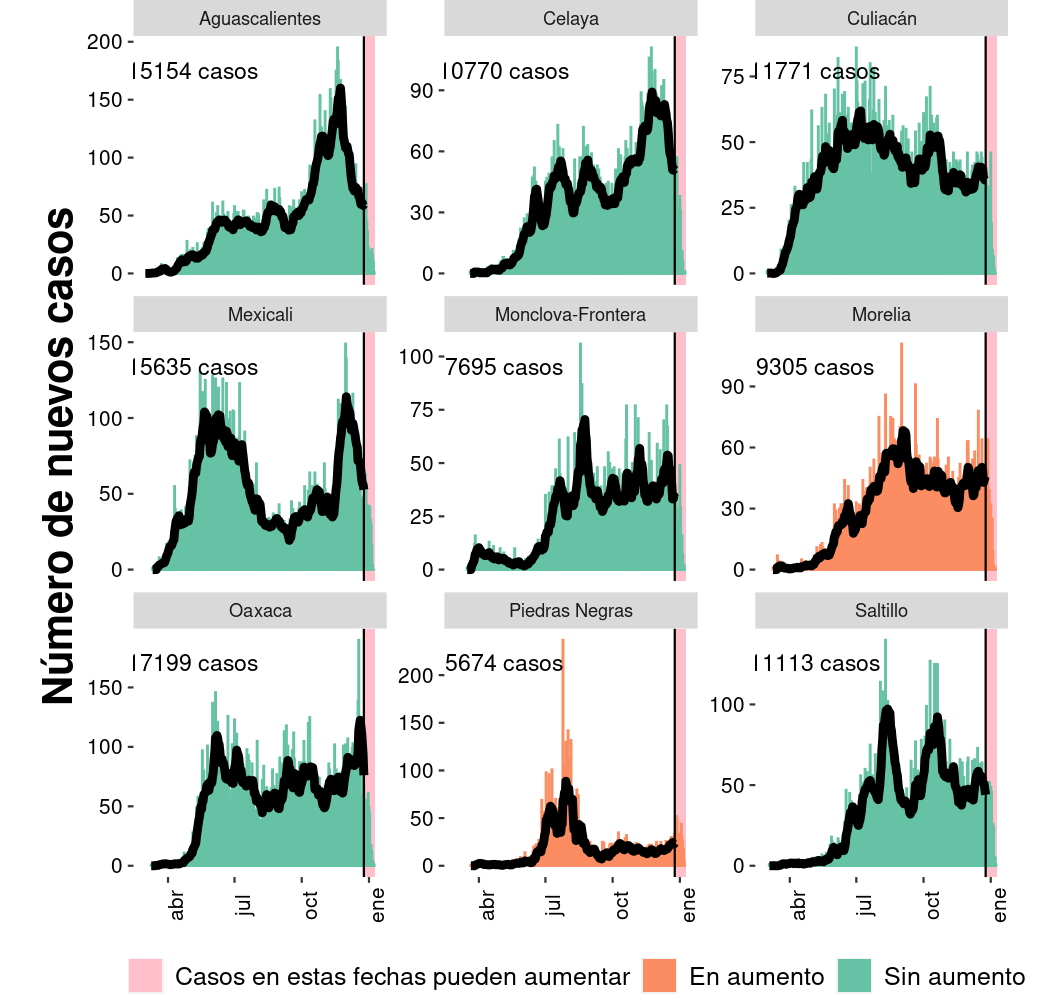 Aguascalientes
Celaya
Culiacán
200
150
100
50
0
15154 casos
90
60
30
0
10770 casos
75
50
25
0
11771 casos
Mexicali
Monclova-Frontera
Morelia
150
100
50
0
15635 casos
100
75
50
25
0
7695 casos
90
60
30
0
9305 casos
Oaxaca
Piedras Negras
Saltillo
150
100
50
0
17199 casos
200
150
100
50
0
5674 casos
100
50
0
11113 casos
abr
jul
oct
ene
abr
jul
oct
ene
abr
jul
oct
ene
Número de nuevos casos
Casos en estas fechas pueden aumentar
En aumento
Sin aumento